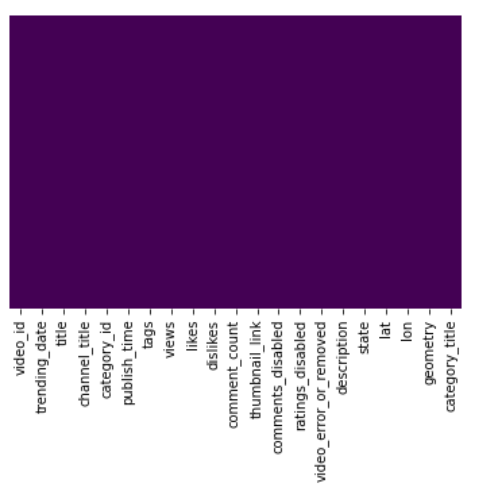 video_id
trending_date
title
channel_title
category_id
publish_time
tags
views
likes
dislikes
comment_count
thumbnail_link
comments_disabled
ratings_disabled
video_error_or_removed
description
state
lat
lon
geometry
category_title